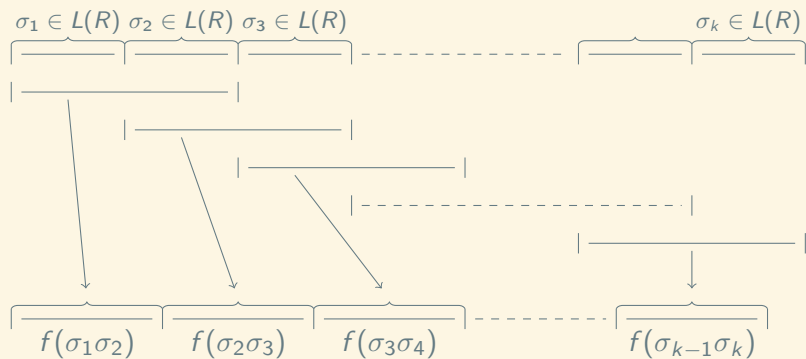 σ₁ ∈ L(R) σ₂ ∈ L(R) σ₃ ∈ L(R) σₖ ∈ L(R)
f(σ₁σ₂) f(σ₂σ₃) f(σ₃σ₄) f(σₖ₋₁σₖ)